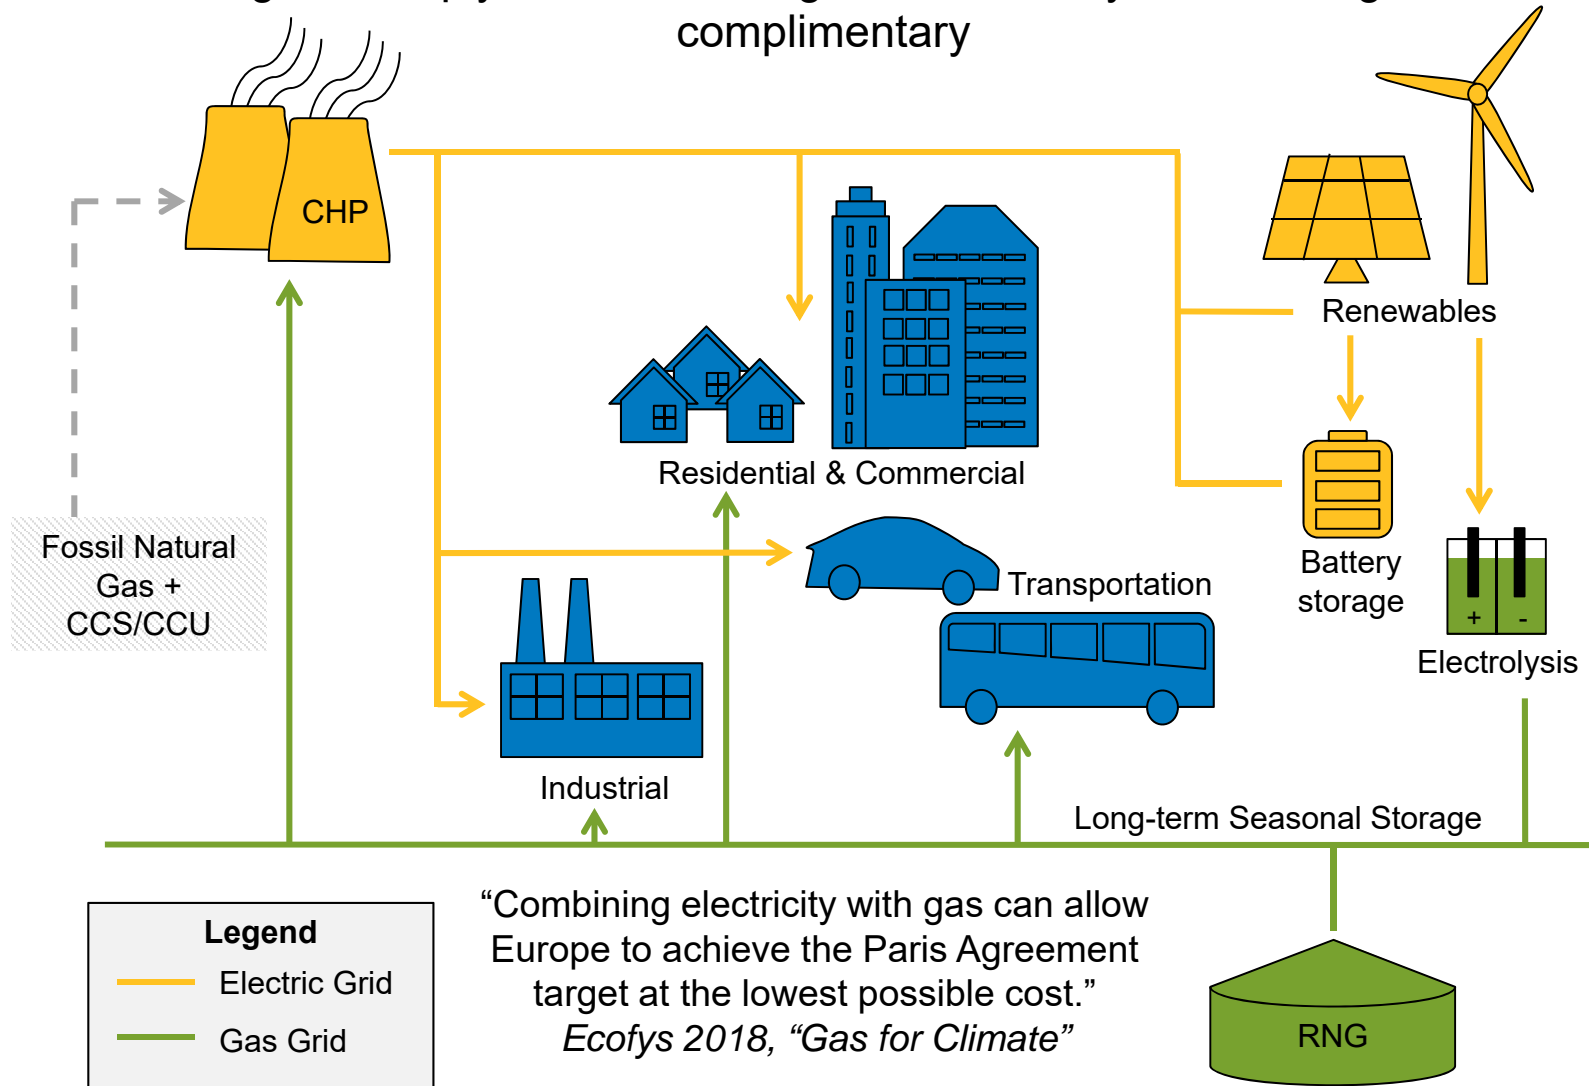 complimentary
CHP
Renewables
Residential & Commercial
Fossil Natural
Gas +
CCS/CCU
Battery
storage
Transportation
+ -
Electrolysis
Industrial
Long-term Seasonal Storage
Legend
Electric Grid
Gas Grid
“Combining electricity with gas can allow
Europe to achieve the Paris Agreement
target at the lowest possible cost.”
Ecofys 2018, “Gas for Climate”
RNG